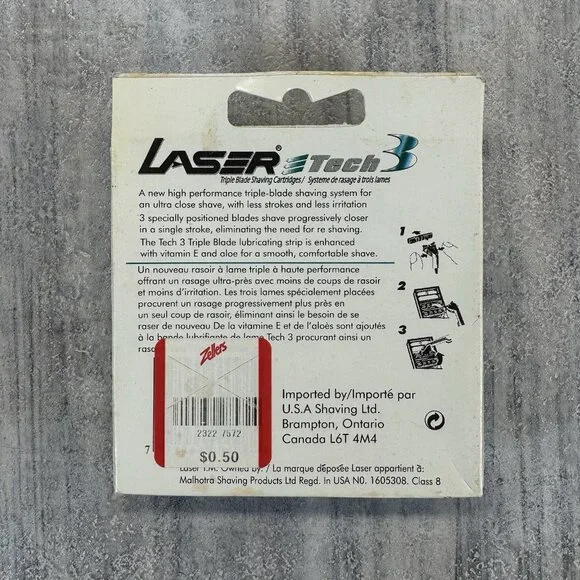 LASER® Tech 3
Triple Blade Shaving Cartridges / Systeme de rasage à trois lames
A new high performance triple-blade shaving system for
an ultra close shave, with less strokes and less irritation
3 specially positioned blades shave progressively closer
in a single stroke, eliminating the need for re shaving.
The Tech 3 Triple Blade lubricating strip is enhanced
with vitamin E and aloe for a smooth, comfortable shave.
1
2
3
Un nouveau rasoir à lame triple à haute performance
offrant un rasage ultra-près avec moins de coups de rasoir
et moins d'irritation. Les trois lames spécialement placées
procurent un rasage progressivement plus près en
un seul coup de rasoir, éliminant ainsi le besoin de se
raser de nouveau De la vitamine E et de l'aloès sont ajoutés
à la bande lubrifiante de lame Tech 3 procurant ainsi un
Zellers
2322 7572
$0.50
7
Imported by/Importé par
U.S.A Shaving Ltd.
Brampton, Ontario
Canada L6T 4M4
Laser T.M. Owned by: / La marque déposée Laser appartient à:
Malhotra Shaving Products Ltd Regd. In USA N0. 1605308. Class 8